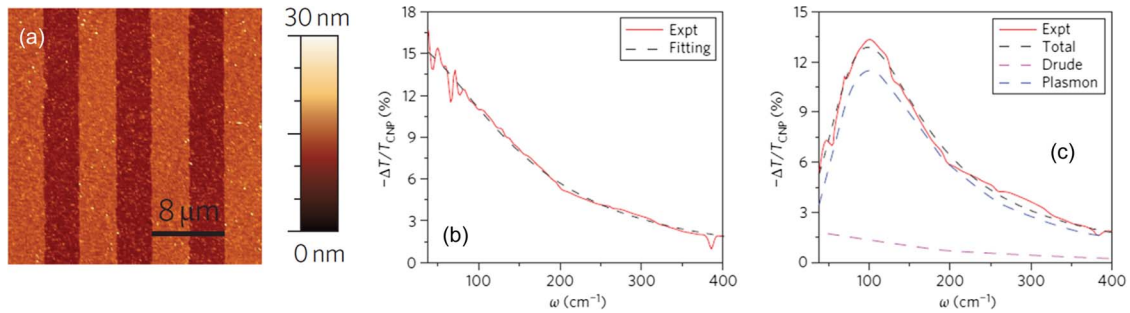 (a)
8 μm
30 nm
0 nm
−ΔT/T_CNP (%)
18
15
12
9
6
3
0
Expt
Fitting
(b)
100 200 300 400
ω (cm⁻¹)
−ΔT/T_CNP (%)
15
12
9
6
3
0
Expt
Total
Drude
Plasmon
(c)
100 200 300 400
ω (cm⁻¹)